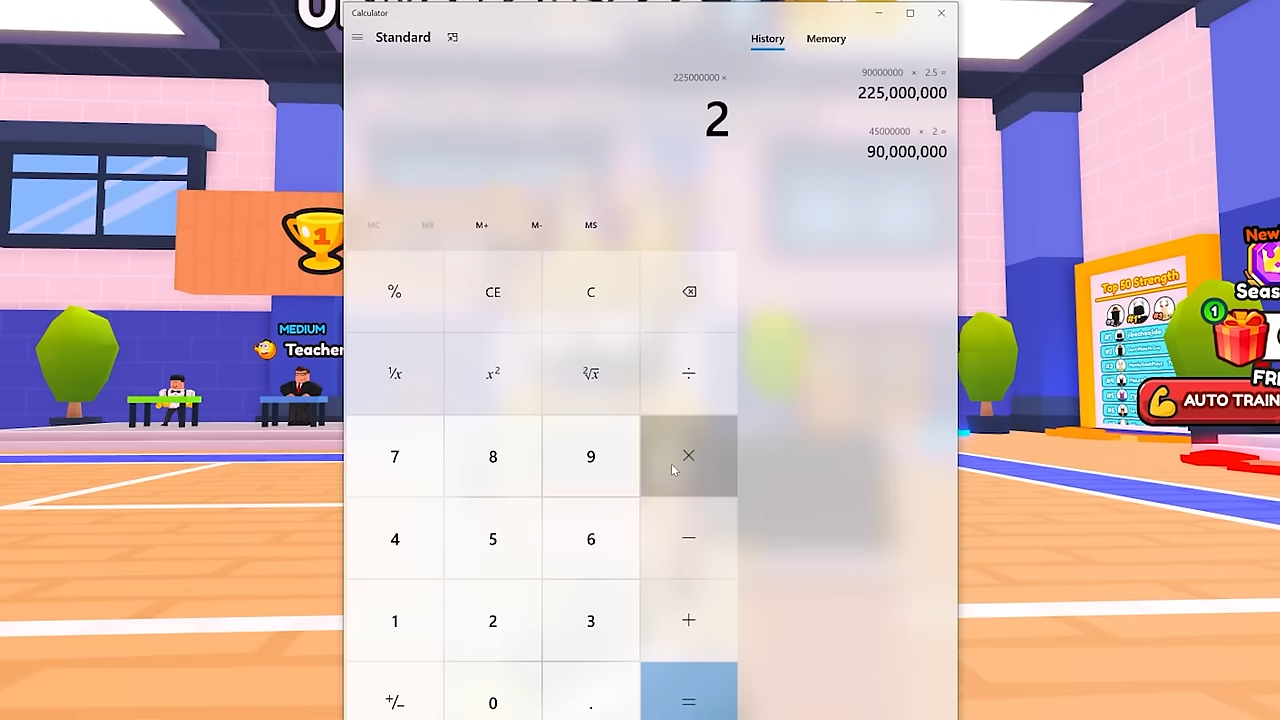 Calculator
Standard
History
Memory
225000000 ×
2
90000000 × 2.5 =
225,000,000
45000000 × 2 =
90,000,000
MC
MR
M+
M-
MS
%
CE
C
¹/x
x²
²√x
÷
7
8
9
×
4
5
6
−
1
2
3
+
+/−
0
.
=
1
MEDIUM
Teacher
Top 50 Strength
New
Seas
1
FR
AUTO TRAIN